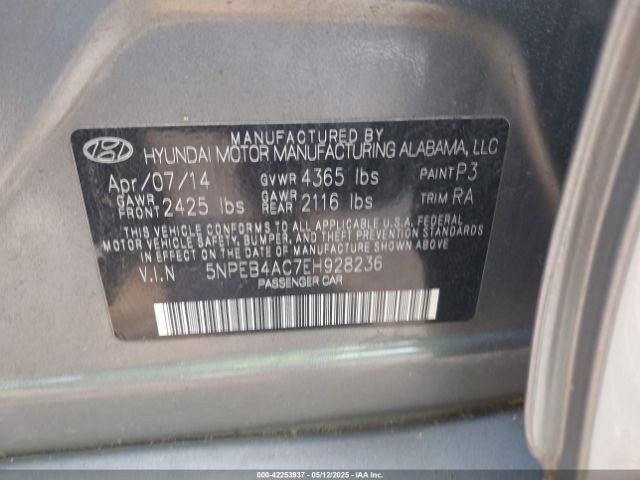 MANUFACTURED BY
HYUNDAI MOTOR MANUFACTURING ALABAMA, LLC
Apr/07/14 GVWR 4365 lbs PAINT P3
GAWR FRONT 2425 lbs GAWR REAR 2116 lbs TRIM RA
THIS VEHICLE CONFORMS TO ALL APPLICABLE U.S.A FEDERAL
MOTOR VEHICLE SAFETY, BUMPER, AND THEFT PREVENTION STANDARDS
IN EFFECT ON THE DATE OF MANUFACTURE SHOWN ABOVE.
V.I.N 5NPEB4AC7EH928236
PASSENGER CAR
000-42253937 - 05/12/2025 - COPYRIGHT IAA, LLC.